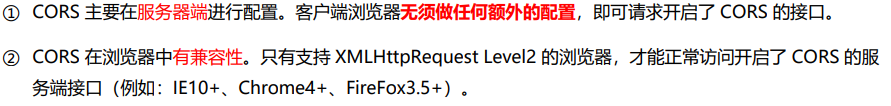 ① CORS 主要在服务器端进行配置。客户端浏览器无须做任何额外的配置，即可请求开启了 CORS 的接口。
② CORS 在浏览器中有兼容性。只有支持 XMLHttpRequest Level2 的浏览器，才能正常访问开启了 CORS 的服
务端接口（例如：IE10+、Chrome4+、FireFox3.5+）。